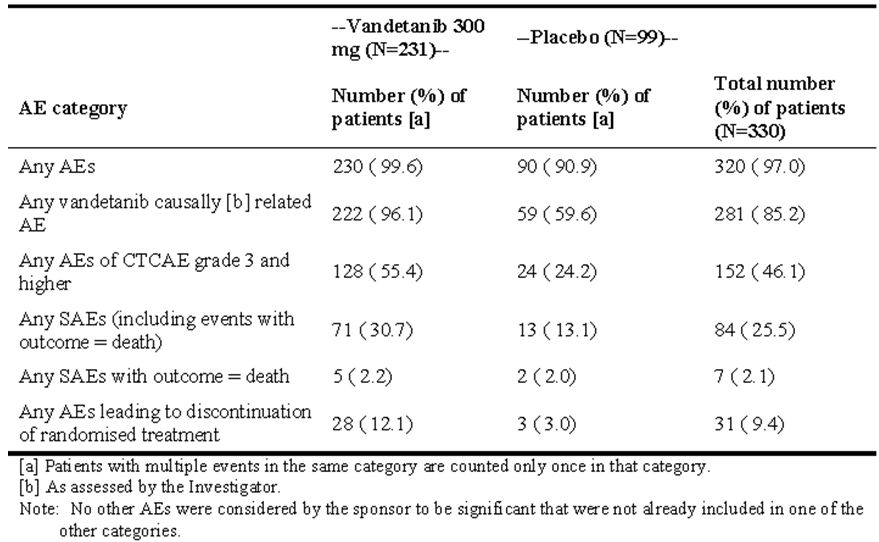 --Vandetanib 300 mg (N=231)-- --Placebo (N=99)--
AE category Number (%) of patients [a] Number (%) of patients [a] Total number (%) of patients (N=330)
Any AEs 230 ( 99.6) 90 ( 90.9) 320 ( 97.0)
Any vandetanib causally [b] related AE 222 ( 96.1) 59 ( 59.6) 281 ( 85.2)
Any AEs of CTCAE grade 3 and higher 128 ( 55.4) 24 ( 24.2) 152 ( 46.1)
Any SAEs (including events with outcome = death) 71 ( 30.7) 13 ( 13.1) 84 ( 25.5)
Any SAEs with outcome = death 5 ( 2.2) 2 ( 2.0) 7 ( 2.1)
Any AEs leading to discontinuation of randomised treatment 28 ( 12.1) 3 ( 3.0) 31 ( 9.4)
[a] Patients with multiple events in the same category are counted only once in that category.
[b] As assessed by the Investigator.
Note: No other AEs were considered by the sponsor to be significant that were not already included in one of the
other categories.